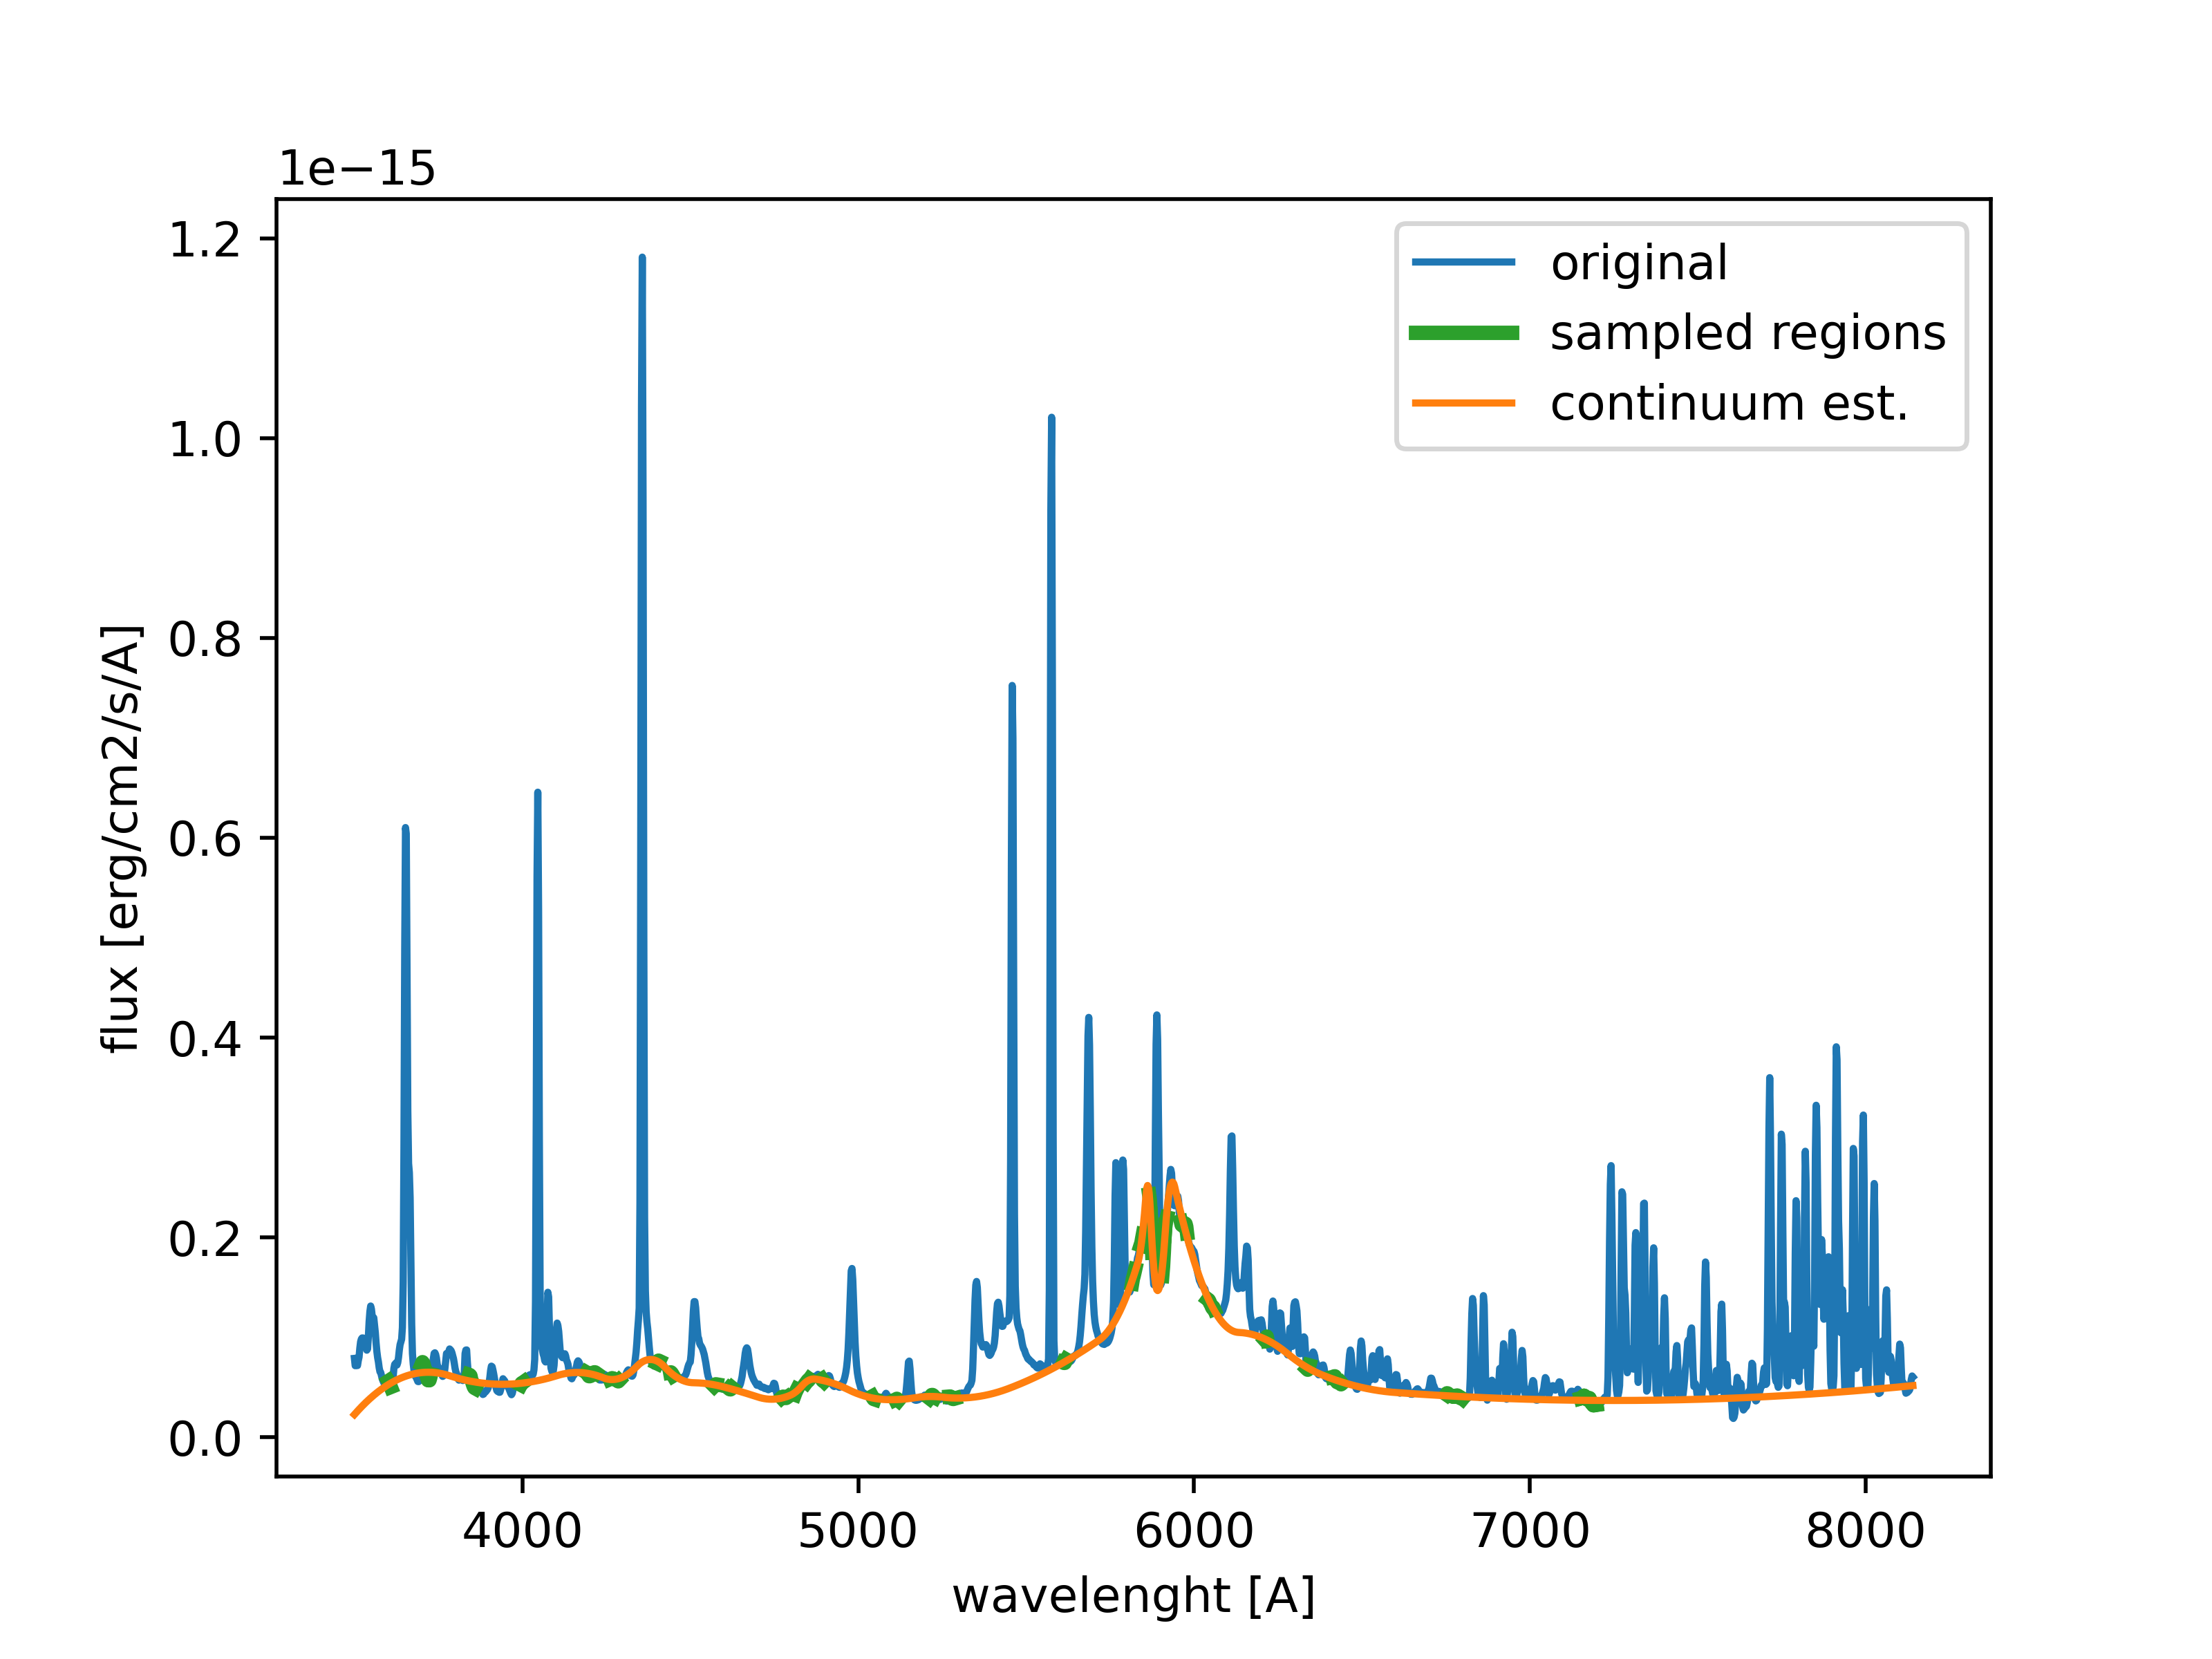 1e−15
1.2
1.0
0.8
0.6
0.4
0.2
0.0
flux [erg/cm2/s/A]
original
sampled regions
continuum est.
4000 5000 6000 7000 8000
wavelenght [A]